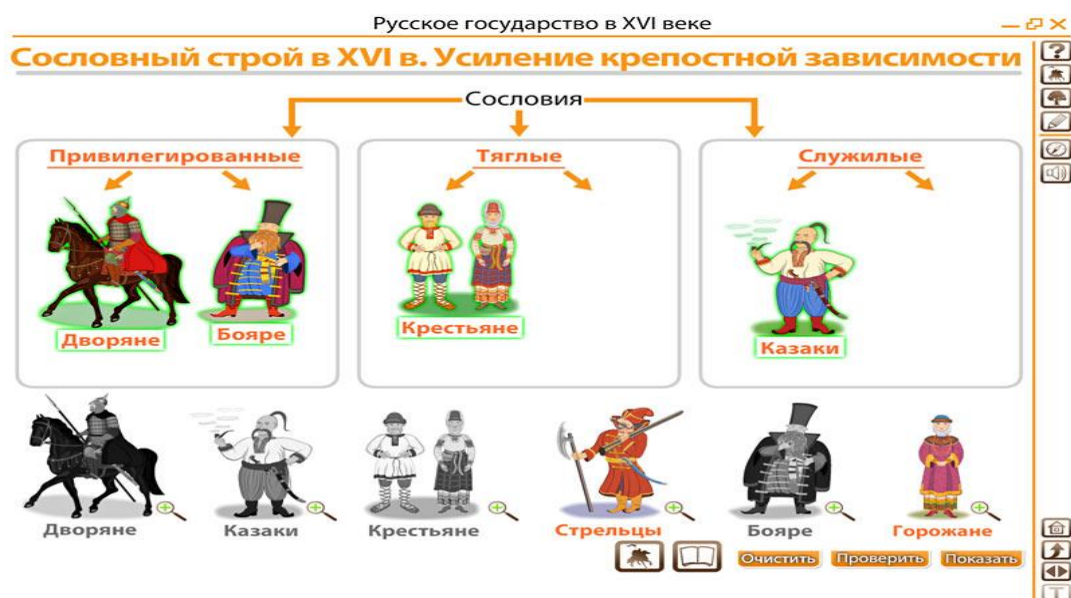 Русское государство в XVI веке
Сословный строй в XVI в. Усиление крепостной зависимости
Сословия
Привилегированные
Тяглые
Служилые
Дворяне
Бояре
Крестьяне
Казаки
Дворяне
Казаки
Крестьяне
Стрельцы
Бояре
Горожане
Очистить
Проверить
Показать